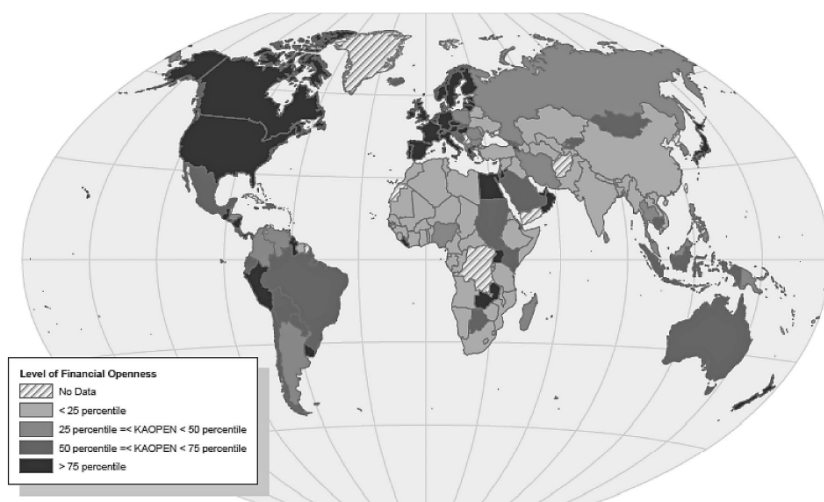 Level of Financial Openness
No Data
< 25 percentile
25 percentile =< KAOPEN < 50 percentile
50 percentile =< KAOPEN < 75 percentile
> 75 percentile